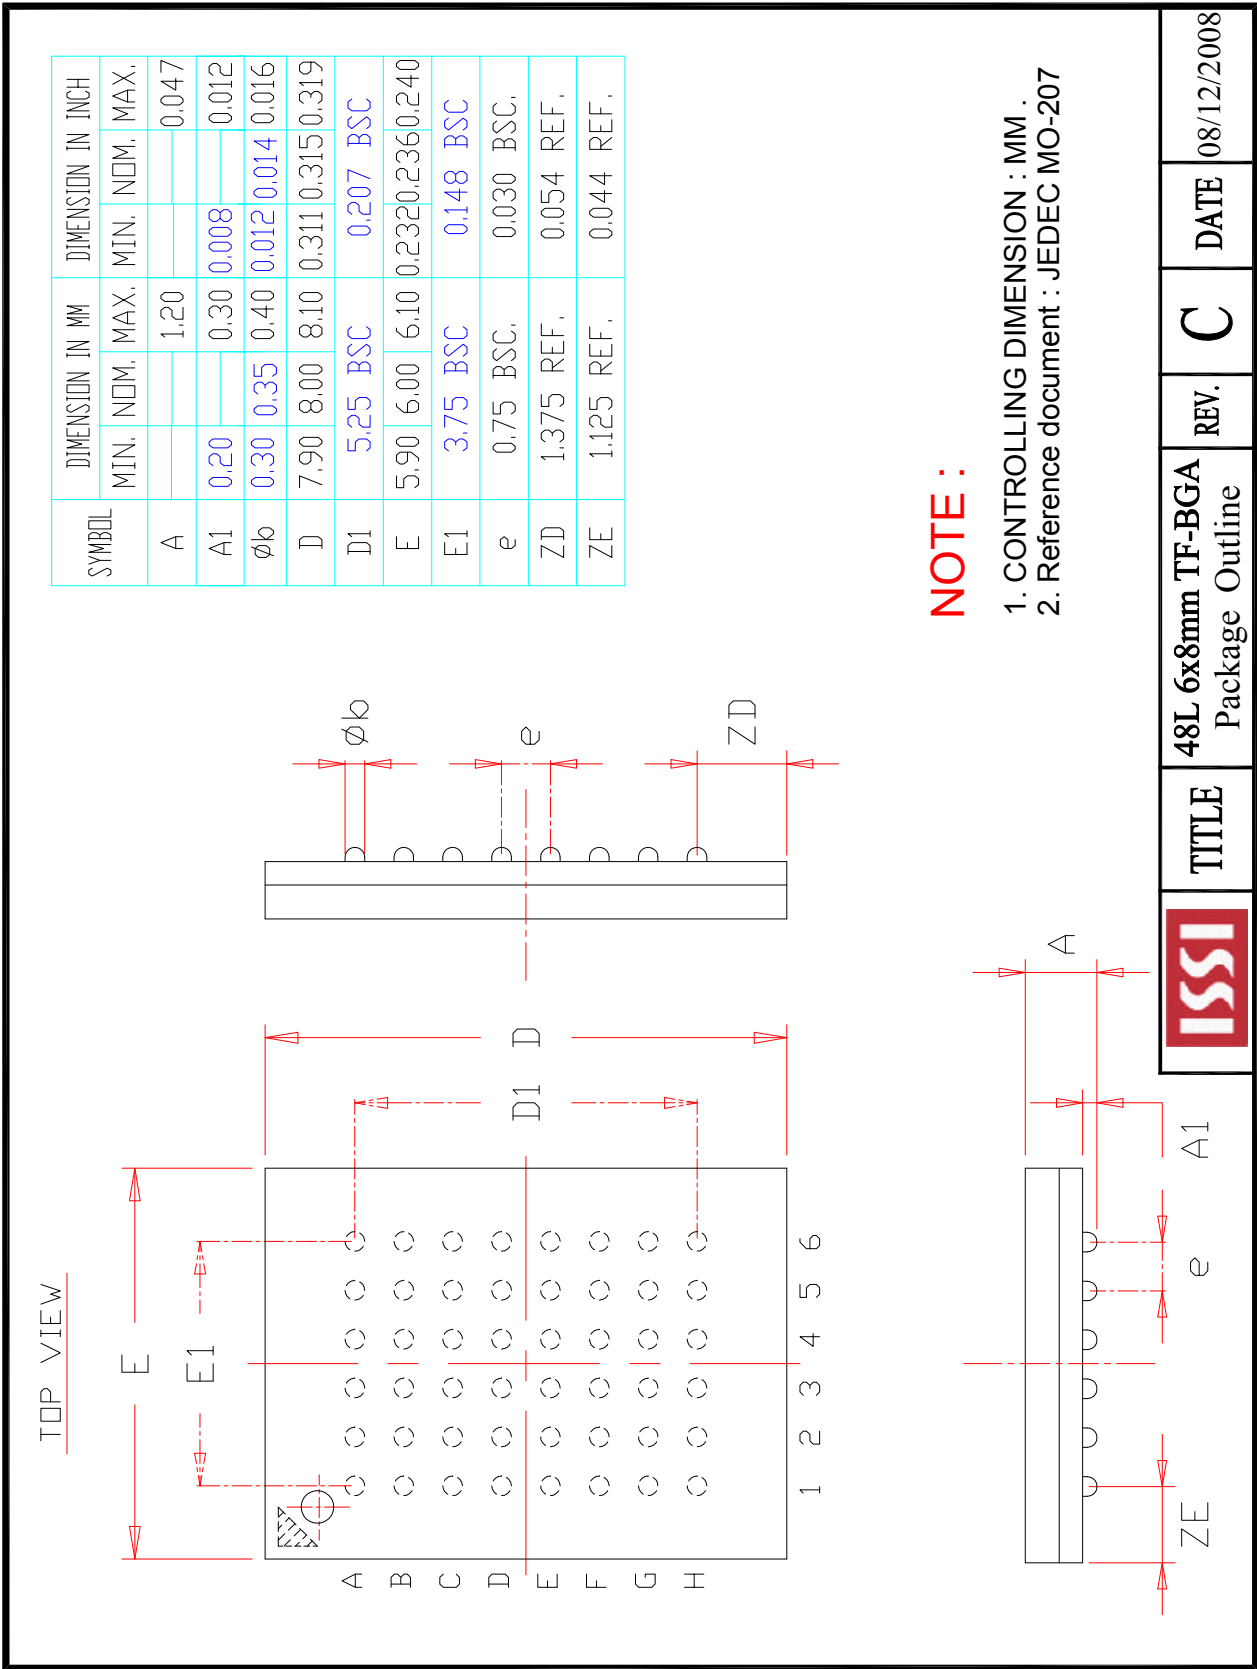 TOP VIEW
E
E1
D
D1
A
B
C
D
E
F
G
H
1 2 3 4 5 6
Øb
e
ZD
ZE
e
A1
A
SYMBOL DIMENSION IN MM DIMENSION IN INCH
MIN. NOM. MAX. MIN. NOM. MAX.
A 1.20 0.047
A1 0.20 0.30 0.008 0.012
Øb 0.30 0.35 0.40 0.012 0.014 0.016
D 7.90 8.00 8.10 0.311 0.315 0.319
D1 5.25 BSC 0.207 BSC
E 5.90 6.00 6.10 0.232 0.236 0.240
E1 3.75 BSC 0.148 BSC
e 0.75 BSC. 0.030 BSC.
ZD 1.375 REF. 0.054 REF.
ZE 1.125 REF. 0.044 REF.
NOTE :
1. CONTROLLING DIMENSION : MM .
2. Reference document : JEDEC MO-207
ISSI
TITLE
48L 6x8mm TF-BGA
Package Outline
REV.
C
DATE
08/12/2008